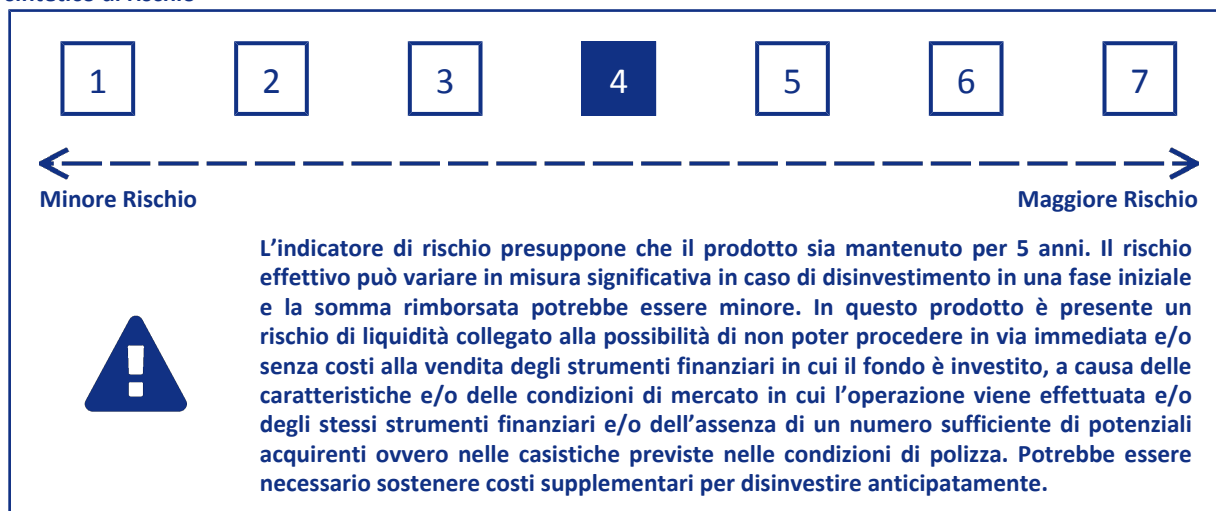 sintetico di rischio
1 2 3 4 5 6 7
Minore Rischio Maggiore Rischio
L’indicatore di rischio presuppone che il prodotto sia mantenuto per 5 anni. Il rischio
effettivo può variare in misura significativa in caso di disinvestimento in una fase iniziale
e la somma rimborsata potrebbe essere minore. In questo prodotto è presente un
rischio di liquidità collegato alla possibilità di non poter procedere in via immediata e/o
senza costi alla vendita degli strumenti finanziari in cui il fondo è investito, a causa delle
caratteristiche e/o delle condizioni di mercato in cui l’operazione viene effettuata e/o
degli stessi strumenti finanziari e/o dell’assenza di un numero sufficiente di potenziali
acquirenti ovvero nelle casistiche previste nelle condizioni di polizza. Potrebbe essere
necessario sostenere costi supplementari per disinvestire anticipatamente.